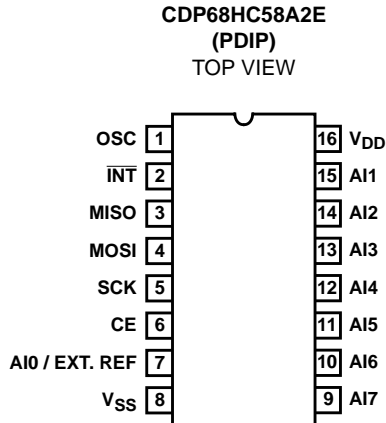 CDP68HC58A2E
(PDIP)
TOP VIEW
OSC 1 16 VDD
INT 2 15 AI1
MISO 3 14 AI2
MOSI 4 13 AI3
SCK 5 12 AI4
CE 6 11 AI5
AI0 / EXT. REF 7 10 AI6
VSS 8 9 AI7